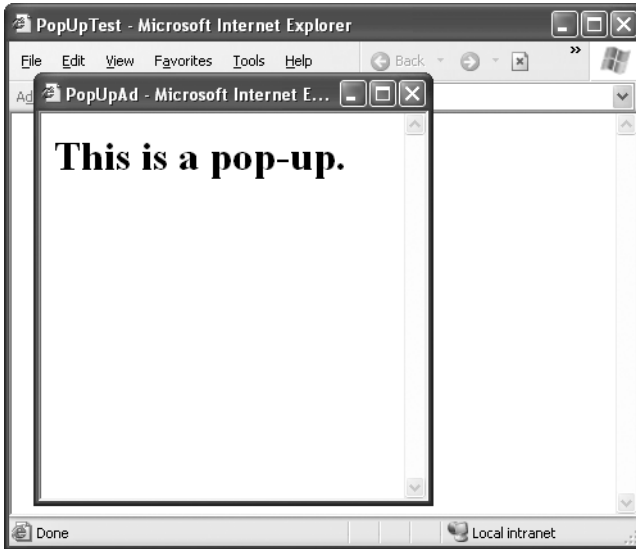 PopUpTest - Microsoft Internet Explorer
File Edit View Favorites Tools Help Back »
Ad
PopUpAd - Microsoft Internet E...
This is a pop-up.
Done Local intranet